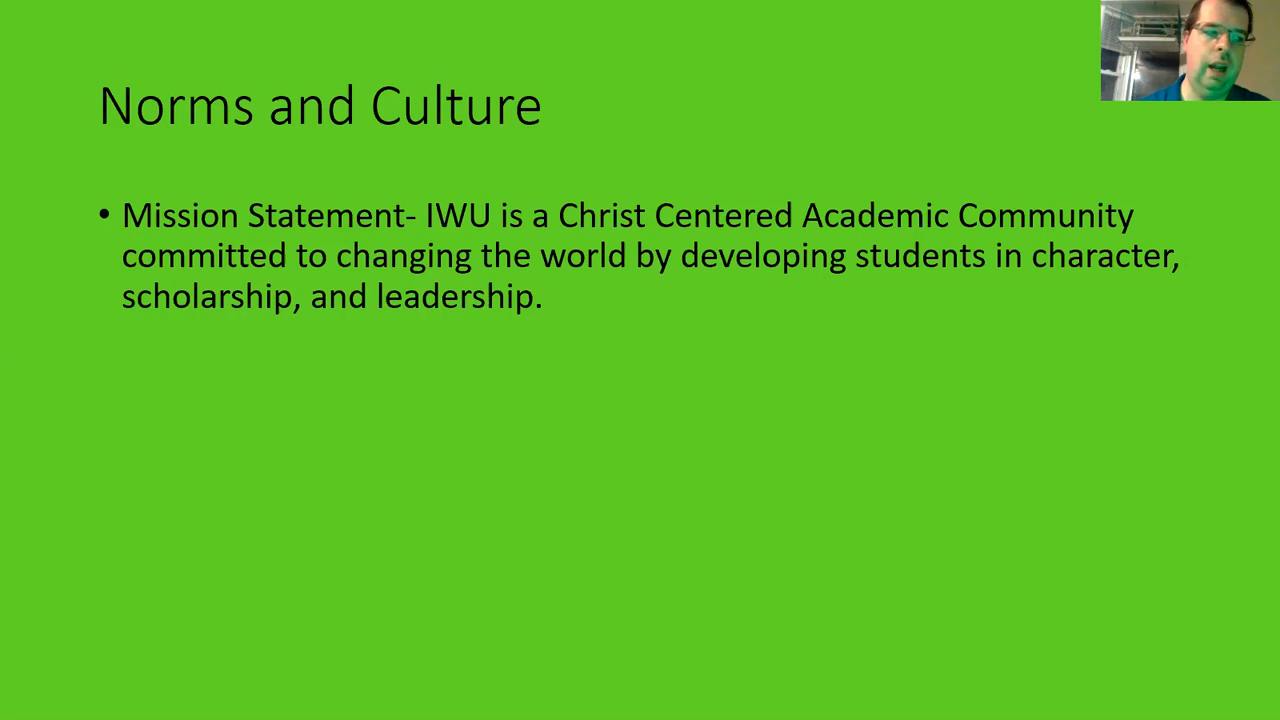 Norms and Culture
• Mission Statement- IWU is a Christ Centered Academic Community
committed to changing the world by developing students in character,
scholarship, and leadership.